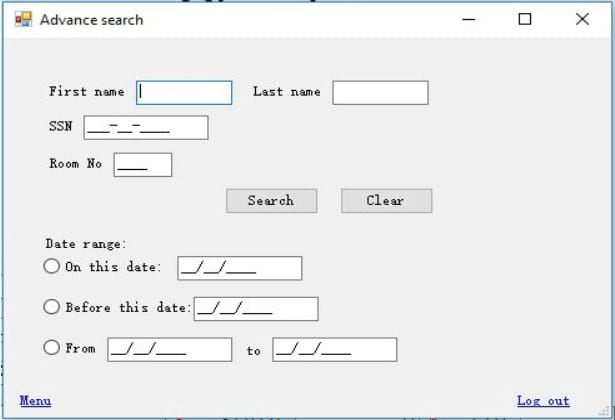 Advance search
First name Last name
SSN ___-__-____
Room No ____
Search Clear
Date range:
On this date: __/__/____
Before this date: __/__/____
From __/__/____ to __/__/____
Menu Log out